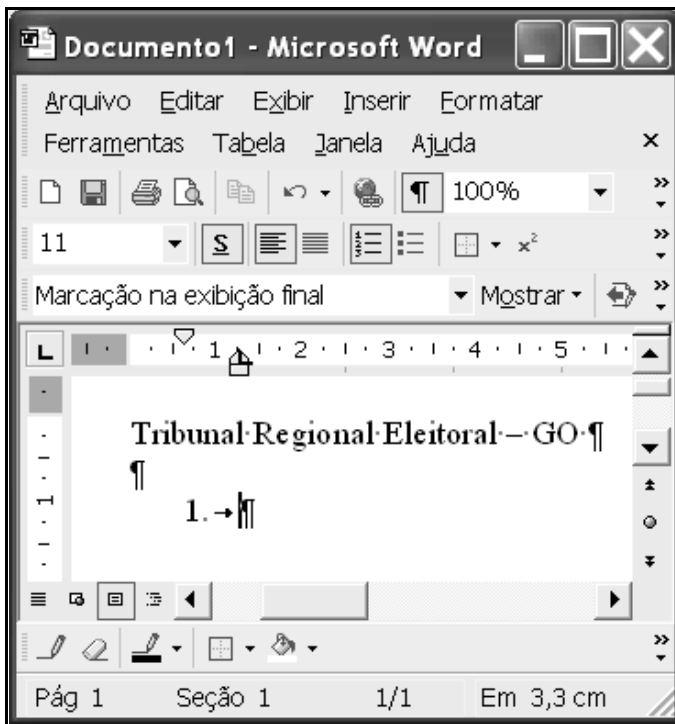 Documento1 - Microsoft Word
Arquivo Editar Exibir Inserir Formatar
Ferramentas Tabela Janela Ajuda
¶ 100%
11 S x²
Marcação na exibição final Mostrar
L 1 2 3 4 5
Tribunal·Regional·Eleitoral·–·GO·¶
¶
1.→¶
1
Pág 1 Seção 1 1/1 Em 3,3 cm